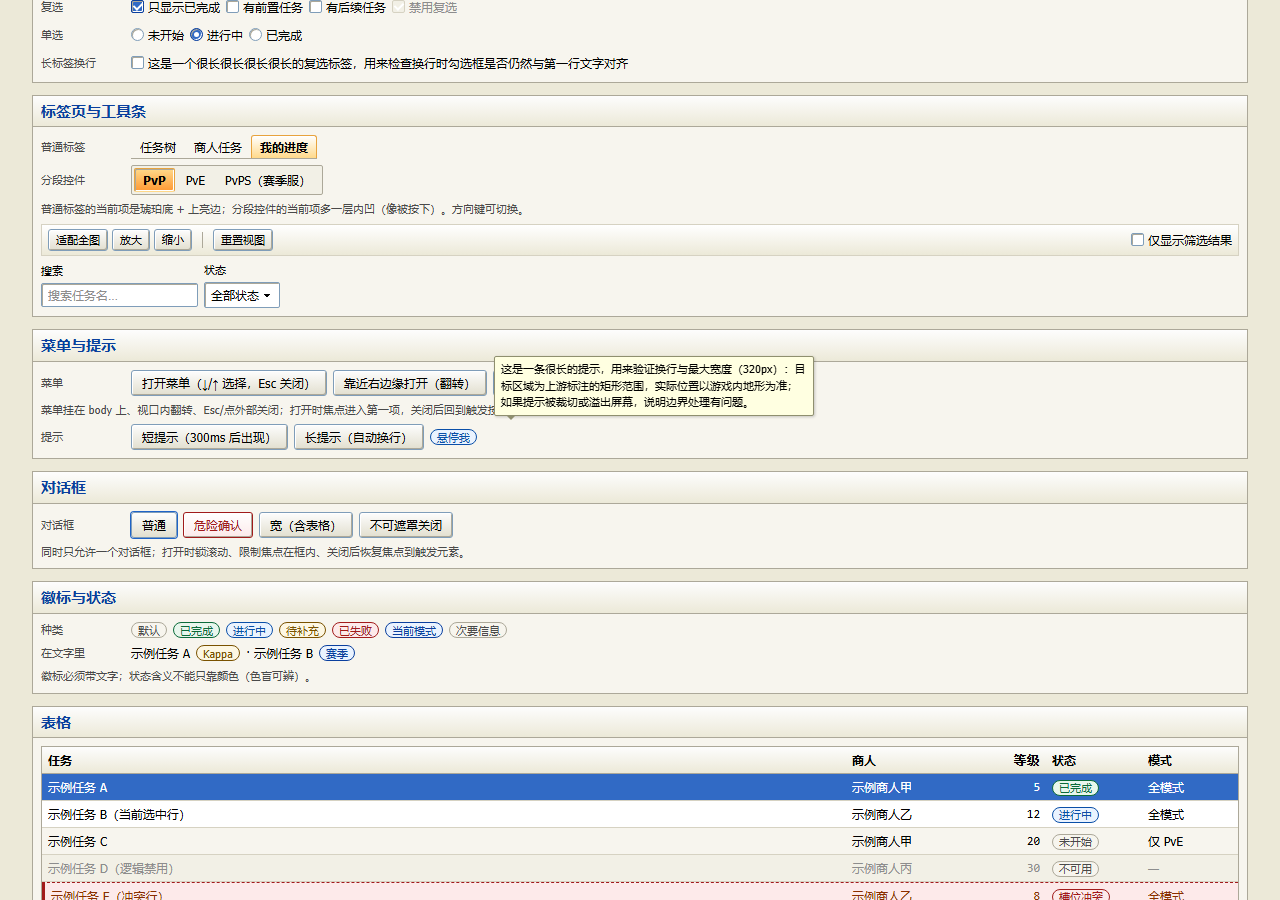 复选 只显示已完成 有前置任务 有后续任务 禁用复选
单选 未开始 进行中 已完成
长标签换行 这是一个很长很长很长很长的复选标签，用来检查换行时勾选框是否仍然与第一行文字对齐
标签页与工具条
普通标签 任务树 商人任务 我的进度
分段控件 PvP PvE PvPS（赛季服）
普通标签的当前项是琥珀底 + 上亮边；分段控件的当前项多一层内凹（像被按下）。方向键可切换。
适配全图 放大 缩小 重置视图 仅显示筛选结果
搜索 状态
搜索任务名… 全部状态
菜单与提示
这是一条很长的提示，用来验证换行与最大宽度（320px）：目
标区域为上游标注的矩形范围，实际位置以游戏内地形为准；
如果提示被裁切或溢出屏幕，说明边界处理有问题。
菜单 打开菜单（↓/↑ 选择，Esc 关闭） 靠近右边缘打开（翻转）
菜单挂在 body 上、视口内翻转、Esc/点外部关闭；打开时焦点进入第一项，关闭后回到触发
提示 短提示（300ms 后出现） 长提示（自动换行） 悬停我
对话框
对话框 普通 危险确认 宽（含表格） 不可遮罩关闭
同时只允许一个对话框；打开时锁滚动、限制焦点在框内、关闭后恢复焦点到触发元素。
徽标与状态
种类 默认 已完成 进行中 待补充 已失败 当前模式 次要信息
在文字里 示例任务 A Kappa · 示例任务 B 赛季
徽标必须带文字；状态含义不能只靠颜色（色盲可辨）。
表格
任务 商人 等级 状态 模式
示例任务 A 示例商人甲 5 已完成 全模式
示例任务 B（当前选中行） 示例商人乙 12 进行中 全模式
示例任务 C 示例商人甲 20 未开始 仅 PvE
示例任务 D（逻辑禁用） 示例商人丙 30 不可用 —
示例任务 E（冲突行） 示例商人乙 8 槽位冲突 全模式